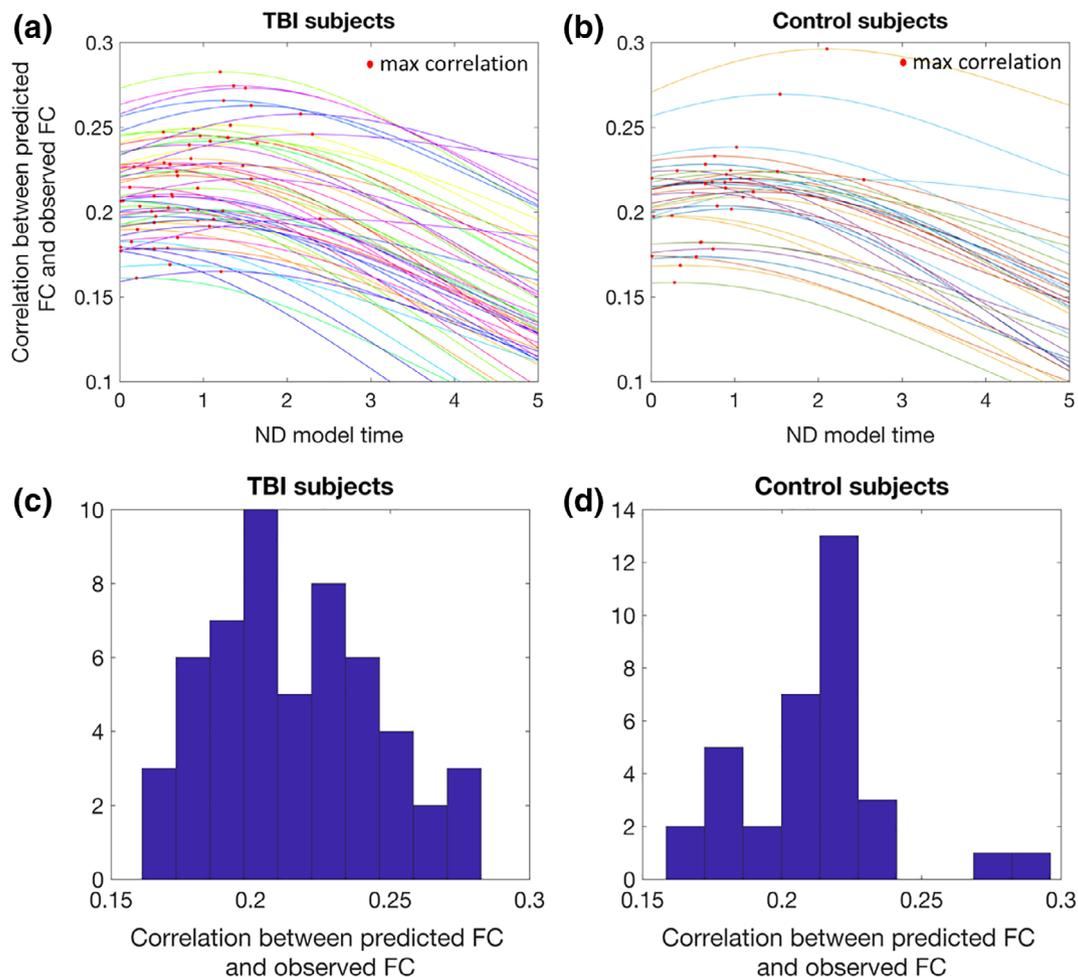 (a)
TBI subjects
Correlation between predicted
FC and observed FC
0.3
0.25
0.2
0.15
0.1
max correlation
0 1 2 3 4 5
ND model time
(b)
Control subjects
0.3
0.25
0.2
0.15
0.1
max correlation
0 1 2 3 4 5
ND model time
(c)
TBI subjects
10
8
6
4
2
0
0.15 0.2 0.25 0.3
Correlation between predicted FC
and observed FC
(d)
Control subjects
14
12
10
8
6
4
2
0
0.15 0.2 0.25 0.3
Correlation between predicted FC
and observed FC